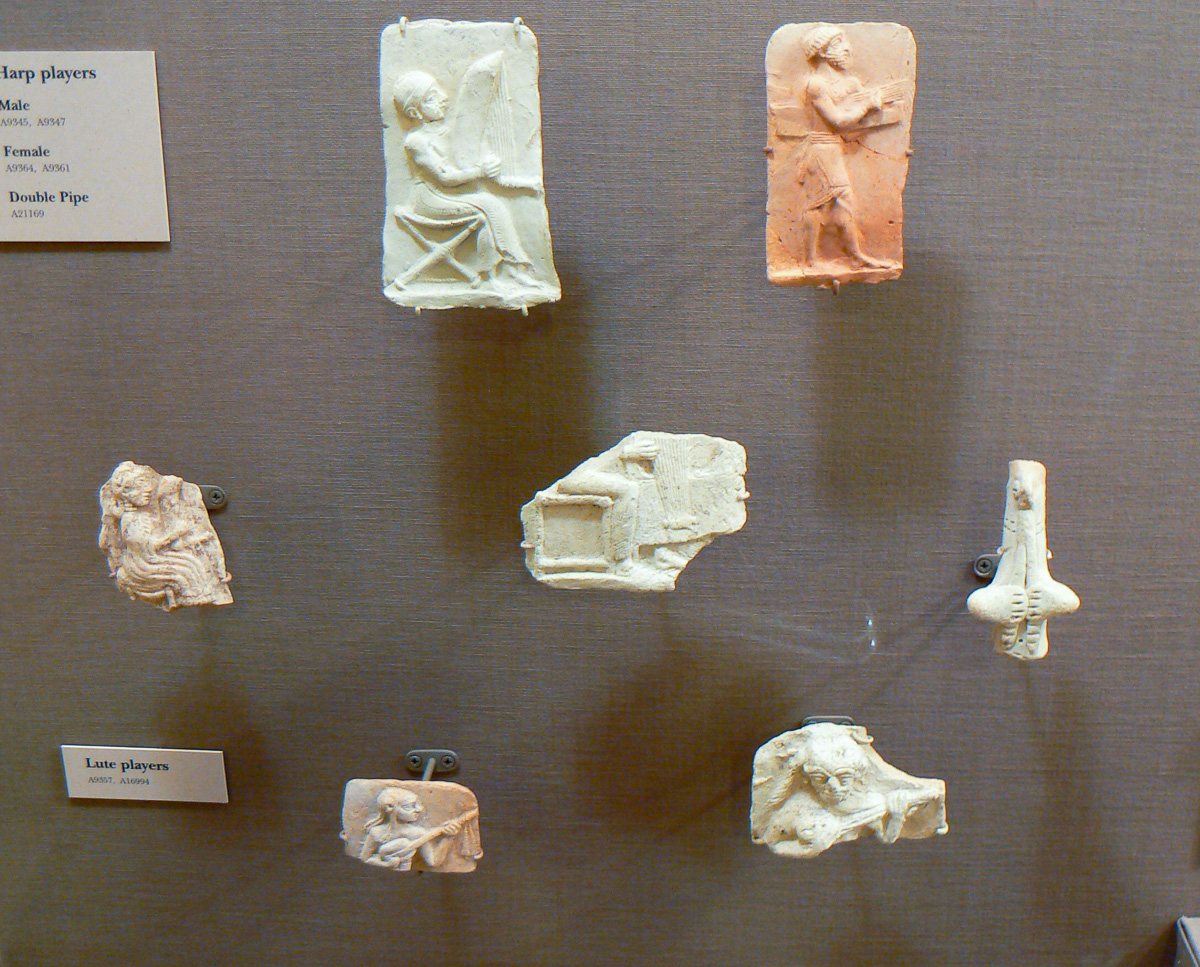 Harp players
Male
A9345, A9347
Female
A9364, A9361
Double Pipe
A21169
Lute players
A9357, A16994